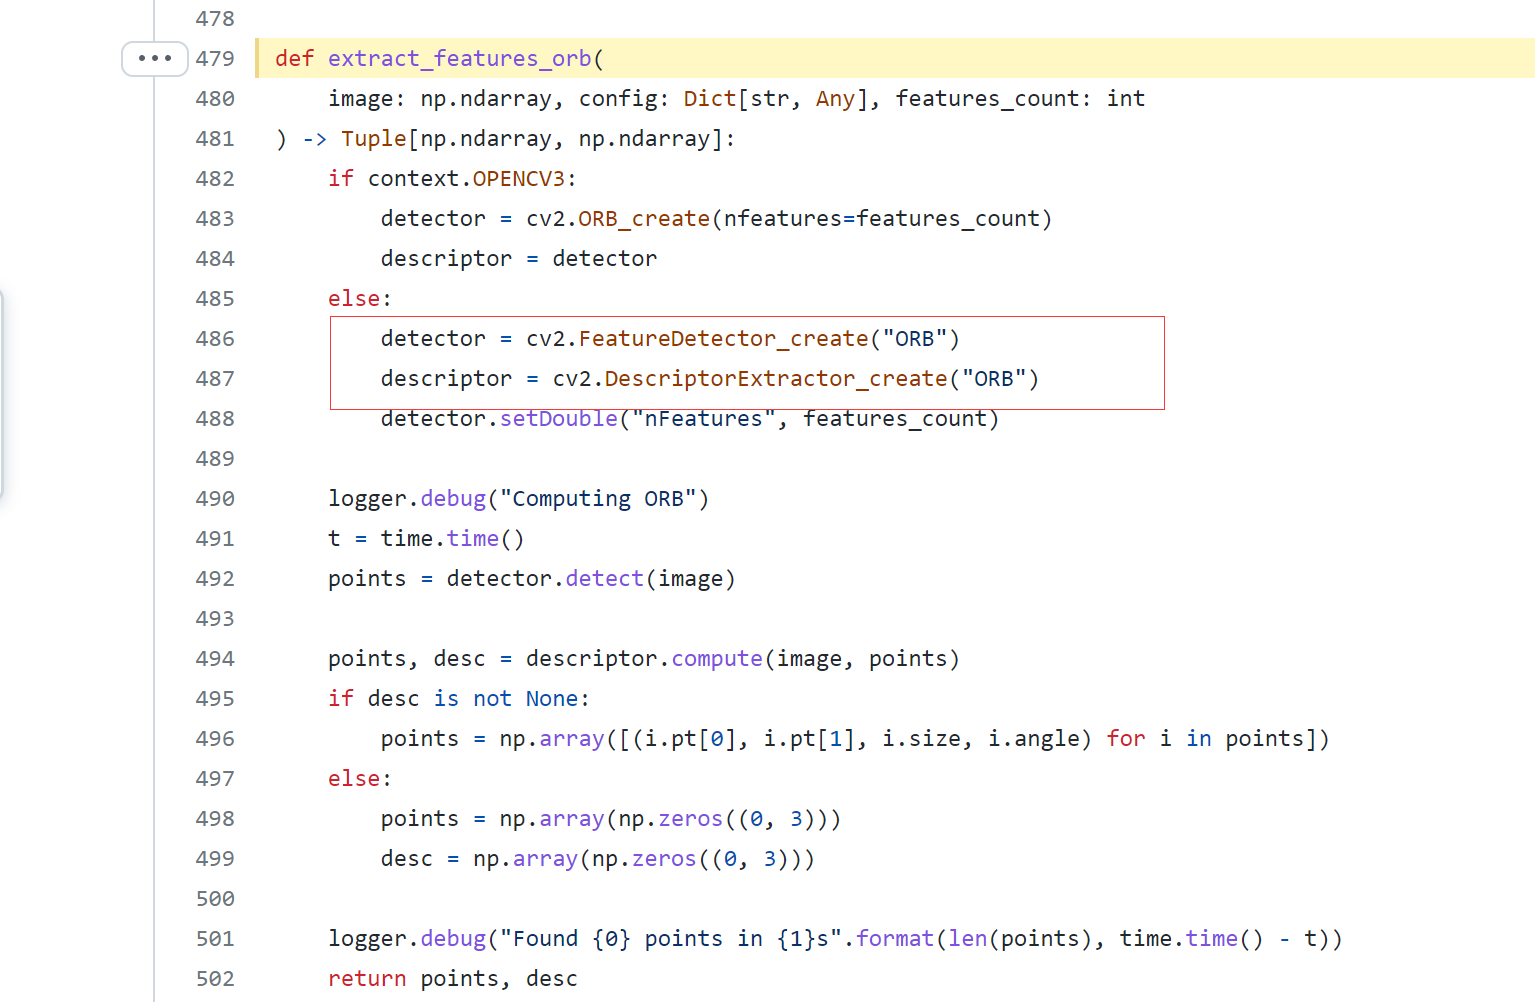 478
479 def extract_features_orb(
480     image: np.ndarray, config: Dict[str, Any], features_count: int
481 ) -> Tuple[np.ndarray, np.ndarray]:
482     if context.OPENCV3:
483         detector = cv2.ORB_create(nfeatures=features_count)
484         descriptor = detector
485     else:
486         detector = cv2.FeatureDetector_create("ORB")
487         descriptor = cv2.DescriptorExtractor_create("ORB")
488         detector.setDouble("nFeatures", features_count)
489
490     logger.debug("Computing ORB")
491     t = time.time()
492     points = detector.detect(image)
493
494     points, desc = descriptor.compute(image, points)
495     if desc is not None:
496         points = np.array([(i.pt[0], i.pt[1], i.size, i.angle) for i in points])
497     else:
498         points = np.array(np.zeros((0, 3)))
499         desc = np.array(np.zeros((0, 3)))
500
501     logger.debug("Found {0} points in {1}s".format(len(points), time.time() - t))
502     return points, desc